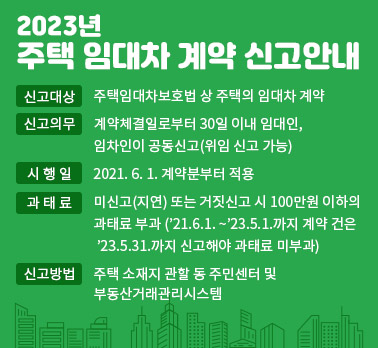 2023년
주택 임대차 계약 신고안내
신고대상 주택임대차보호법 상 주택의 임대차 계약
신고의무 계약체결일로부터 30일 이내 임대인,
임차인이 공동신고(위임 신고 가능)
시 행 일 2021. 6. 1. 계약분부터 적용
과 태 료 미신고(지연) 또는 거짓신고 시 100만원 이하의
과태료 부과 (’21.6.1. ~’23.5.1.까지 계약 건은
’23.5.31.까지 신고해야 과태료 미부과)
신고방법 주택 소재지 관할 동 주민센터 및
부동산거래관리시스템